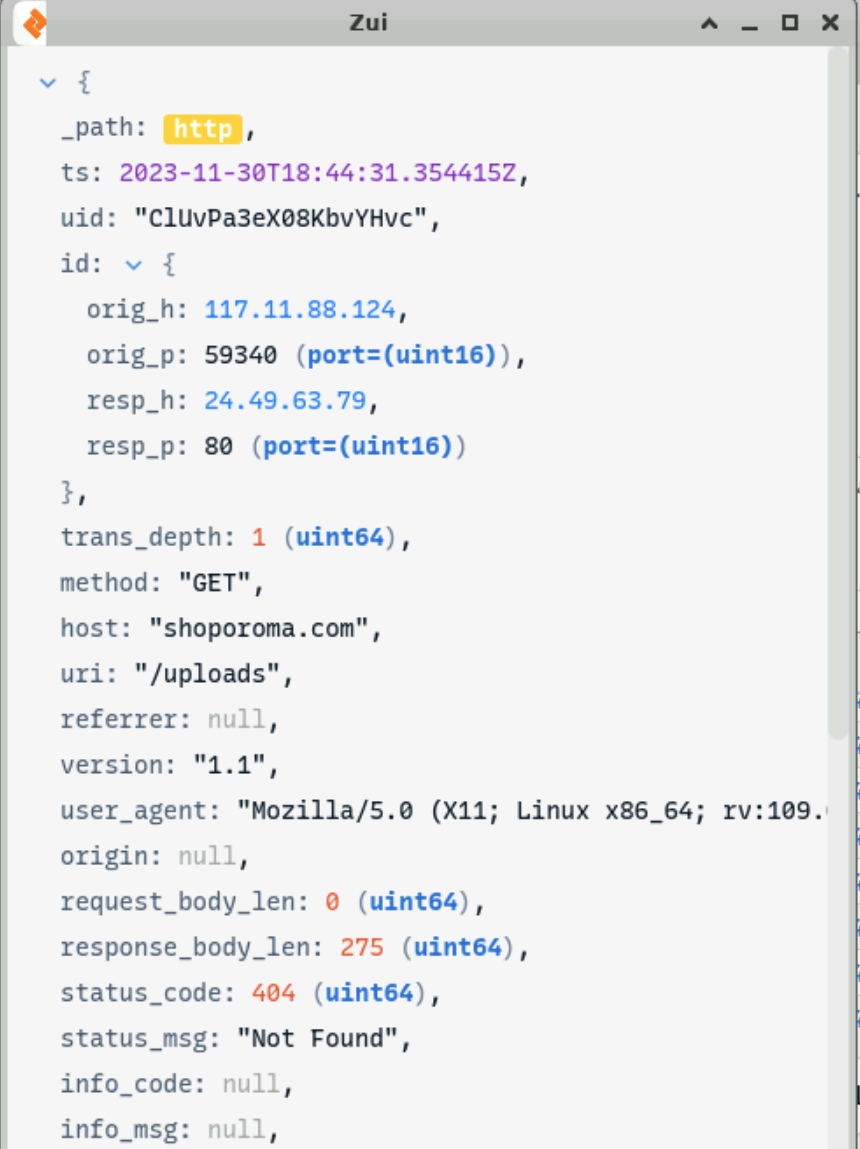 Zui
{
_path: http,
ts: 2023-11-30T18:44:31.354415Z,
uid: "ClUvPa3eX08KbvYHvc",
id: {
orig_h: 117.11.88.124,
orig_p: 59340 (port=(uint16)),
resp_h: 24.49.63.79,
resp_p: 80 (port=(uint16))
},
trans_depth: 1 (uint64),
method: "GET",
host: "shoporoma.com",
uri: "/uploads",
referrer: null,
version: "1.1",
user_agent: "Mozilla/5.0 (X11; Linux x86_64; rv:109.
origin: null,
request_body_len: 0 (uint64),
response_body_len: 275 (uint64),
status_code: 404 (uint64),
status_msg: "Not Found",
info_code: null,
info_msg: null,